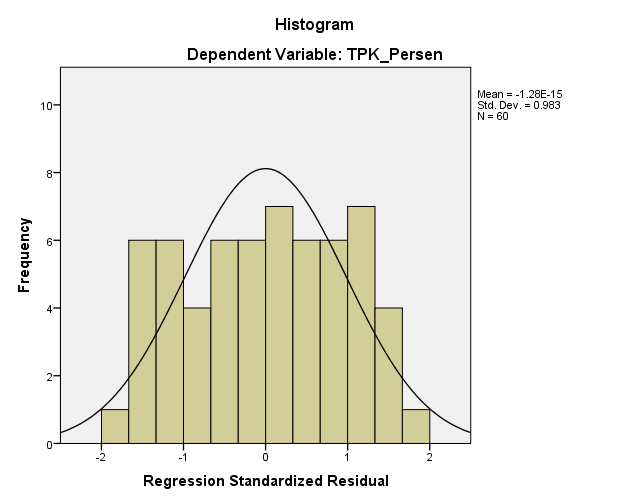 Histogram
Dependent Variable: TPK_Persen
Mean = -1.28E-15
Std. Dev. = 0.983
N = 60
10
8
6
4
2
0
Frequency
-2 -1 0 1 2
Regression Standardized Residual